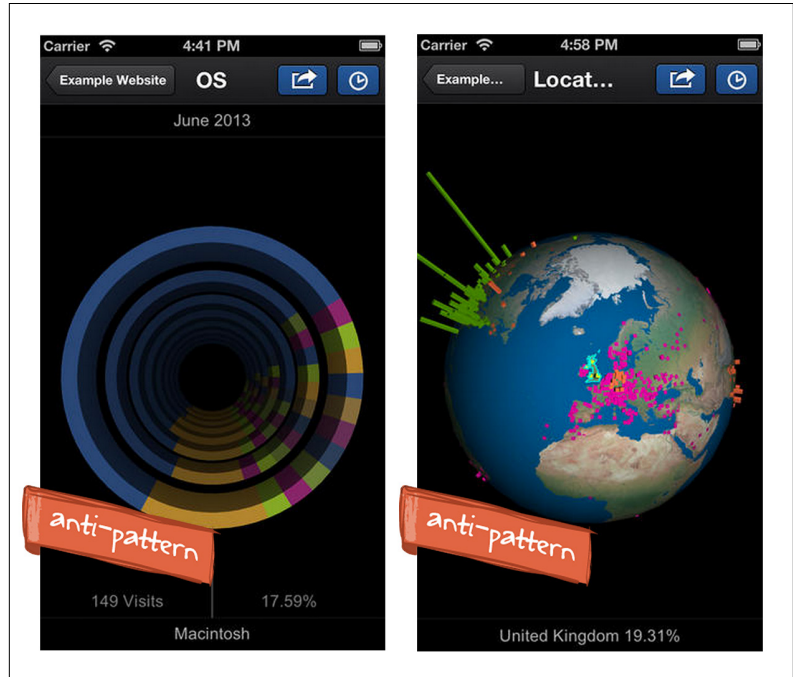 Carrier 4:41 PM
Example Website OS
June 2013
anti-pattern
149 Visits 17.59%
Macintosh
Carrier 4:58 PM
Example... Locat...
anti-pattern
United Kingdom 19.31%